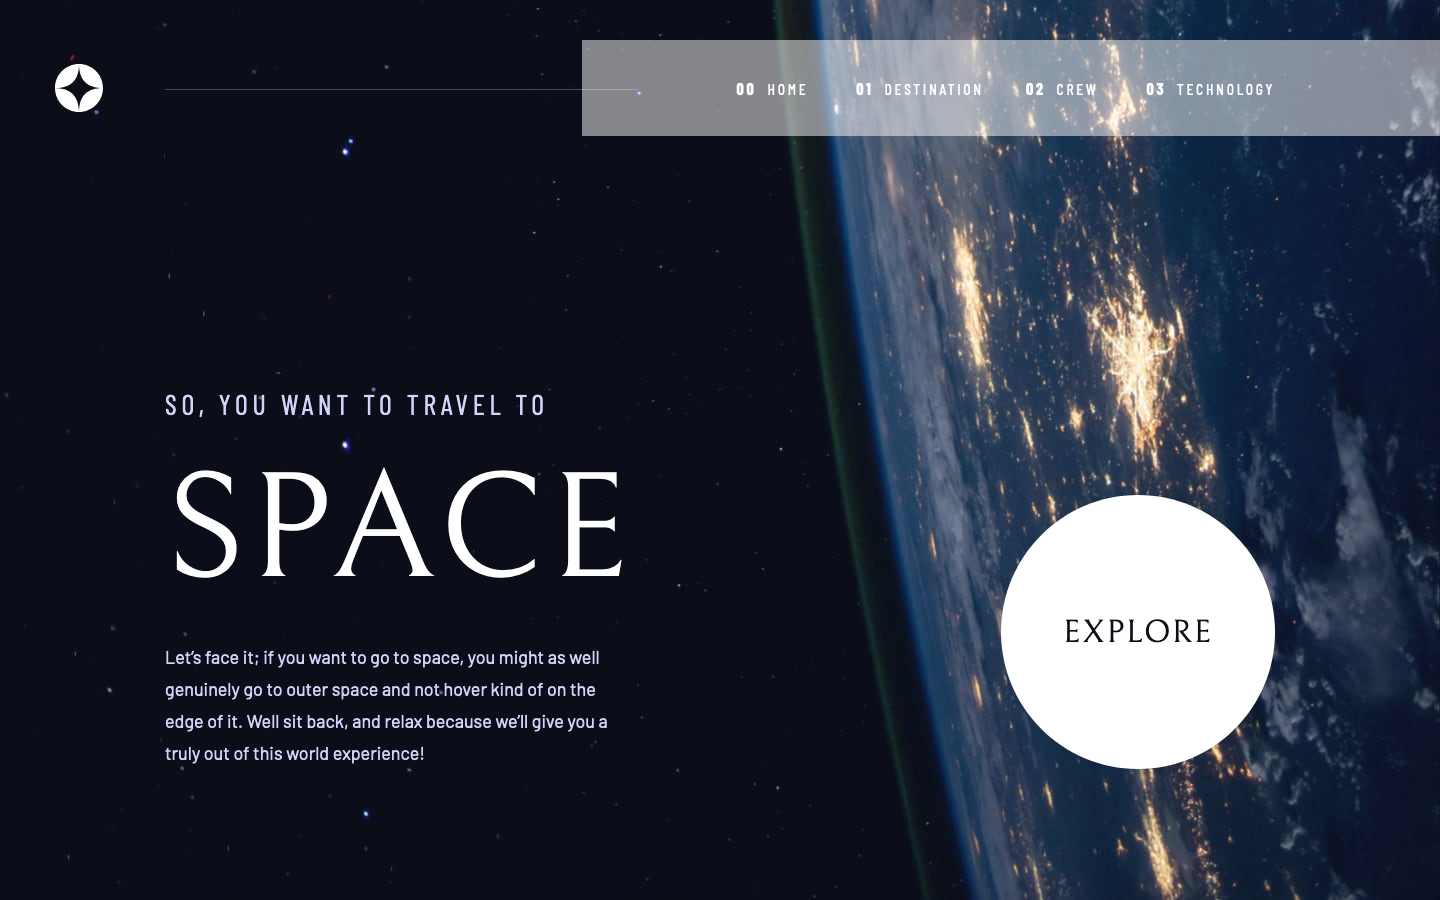 00 HOME 01 DESTINATION 02 CREW 03 TECHNOLOGY
SO, YOU WANT TO TRAVEL TO
SPACE
Let’s face it; if you want to go to space, you might as well
genuinely go to outer space and not hover kind of on the
edge of it. Well sit back, and relax because we’ll give you a
truly out of this world experience!
EXPLORE